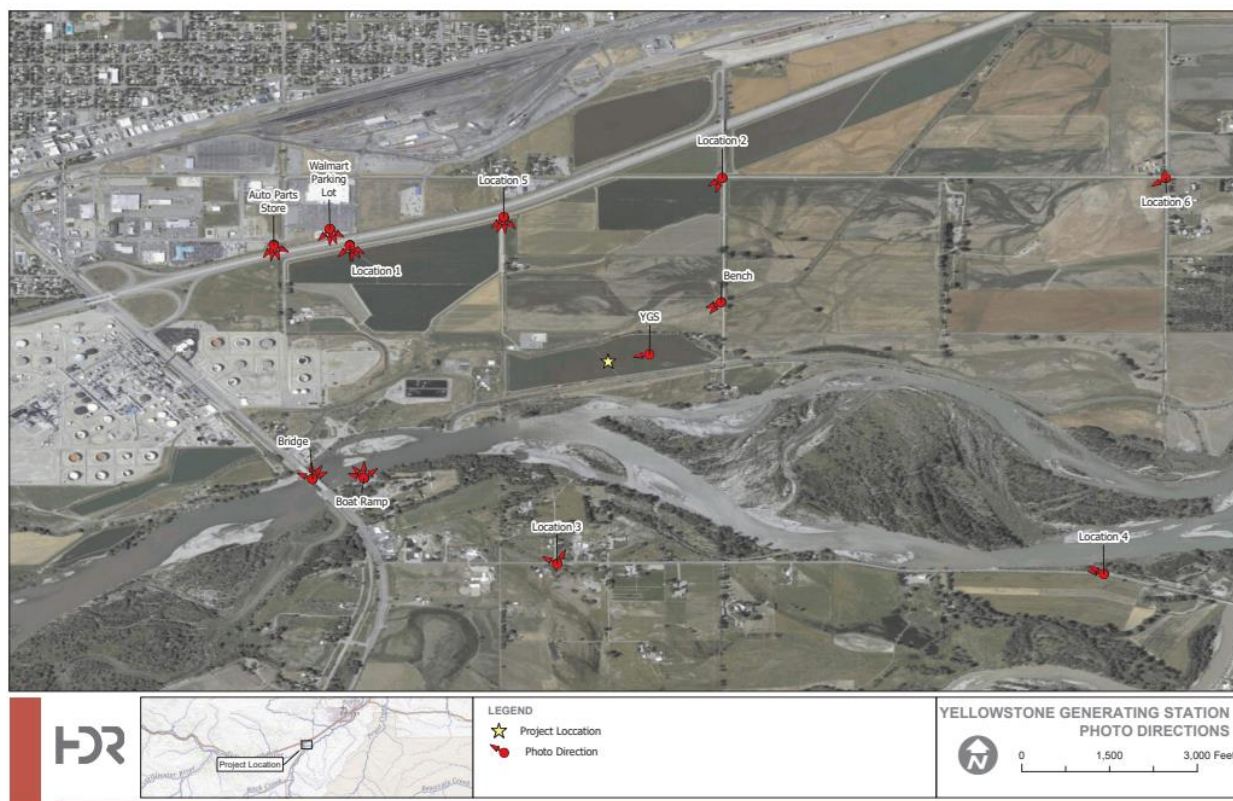 Location 2
Walmart
Parking
Lot
Location 5
Auto Parts
Store
Location 6
Location 1
Bench
YGS
Bridge
Boat Ramp
Location 3
Location 4
HDR
Project Location
LEGEND
Project Loccation
Photo Direction
YELLOWSTONE GENERATING STATION
PHOTO DIRECTIONS
N
0 1,500 3,000 Feet